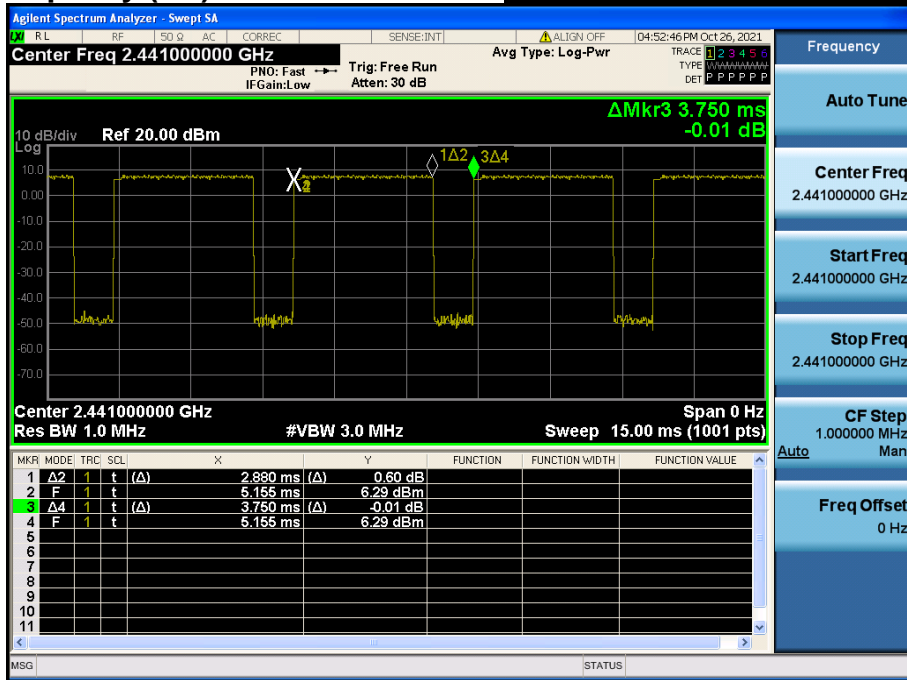 Agilent Spectrum Analyzer - Swept SA
LXI RL RF 50 Ω AC CORREC SENSE:INT ALIGN OFF 04:52:46 PM Oct 26, 2021
Center Freq 2.441000000 GHz
PNO: Fast
IFGain:Low
Trig: Free Run
Atten: 30 dB
Avg Type: Log-Pwr
TRACE 1 2 3 4 5 6
TYPE WWWWWW
DET P P P P P P
ΔMkr3 3.750 ms
-0.01 dB
10 dB/div Ref 20.00 dBm
Log
10.0
0.00
-10.0
-20.0
-30.0
-40.0
-50.0
-60.0
-70.0
X2
1Δ2
3Δ4
Center 2.441000000 GHz Span 0 Hz
Res BW 1.0 MHz #VBW 3.0 MHz Sweep 15.00 ms (1001 pts)
MKR MODE TRC SCL X Y FUNCTION FUNCTION WIDTH FUNCTION VALUE
1 Δ2 1 t (Δ) 2.880 ms (Δ) 0.60 dB
2 F 1 t 5.155 ms 6.29 dBm
3 Δ4 1 t (Δ) 3.750 ms (Δ) -0.01 dB
4 F 1 t 5.155 ms 6.29 dBm
5
6
7
8
9
10
11
MSG STATUS
Frequency
Auto Tune
Center Freq
2.441000000 GHz
Start Freq
2.441000000 GHz
Stop Freq
2.441000000 GHz
CF Step
1.000000 MHz
Auto Man
Freq Offset
0 Hz